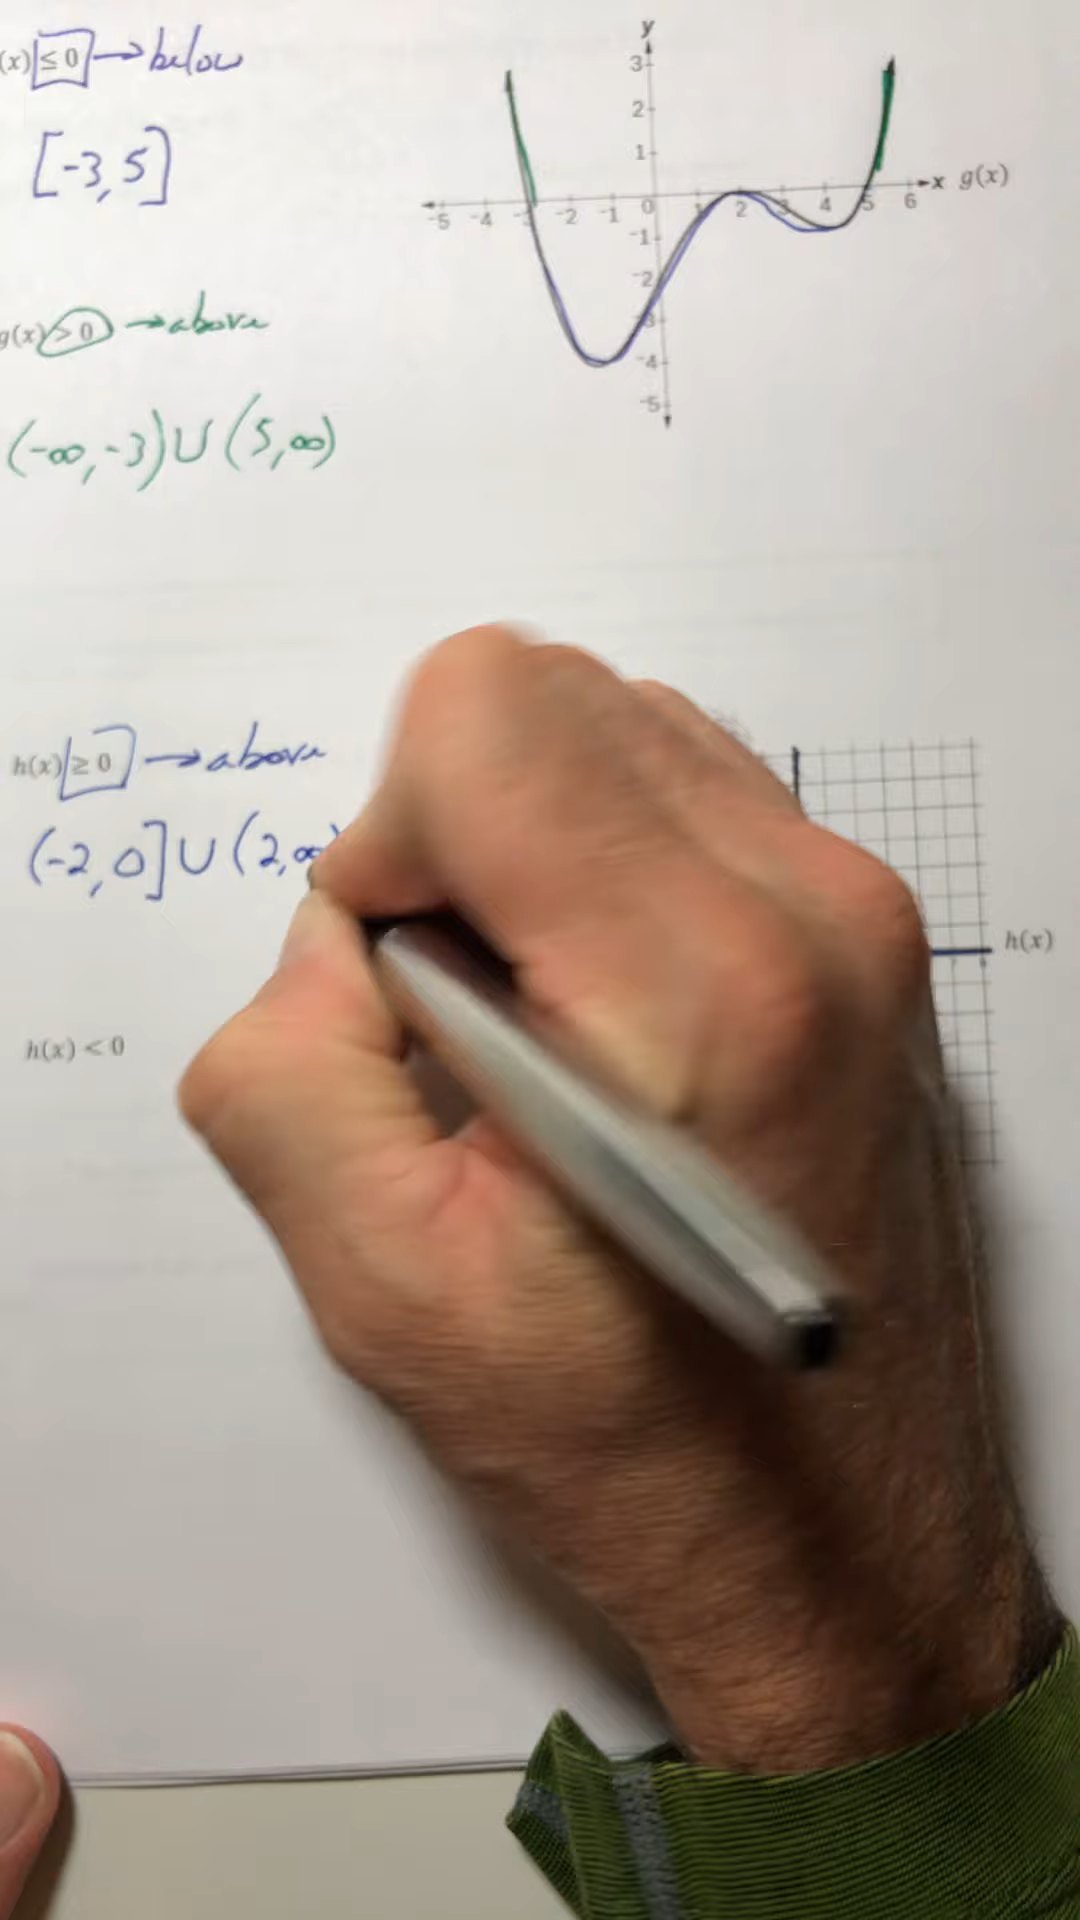 (x) ≤ 0 → below
[-3, 5]
g(x) > 0 → above
(-∞, -3) ∪ (5, ∞)
y
3
2
1
-5 -4 -2 -1 0 1 2 3 4 5 6 x g(x)
-1
-2
-3
-4
-5
h(x) ≥ 0 → above
(-2, 0] ∪ (2, ∞)
h(x)
h(x) < 0